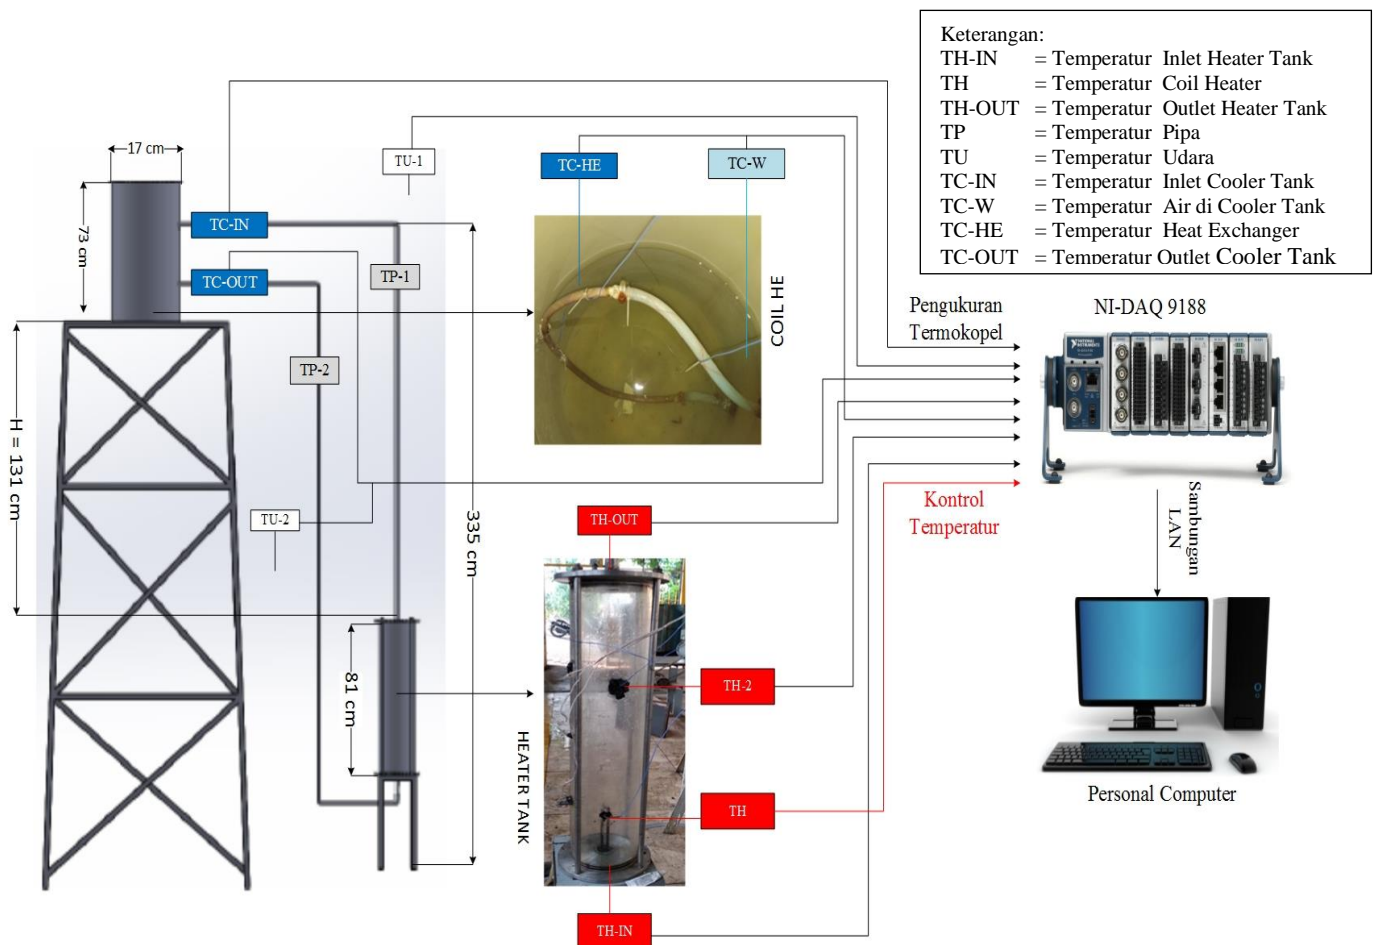 Keterangan:
TH-IN = Temperatur Inlet Heater Tank
TH = Temperatur Coil Heater
TH-OUT = Temperatur Outlet Heater Tank
TP = Temperatur Pipa
TU = Temperatur Udara
TC-IN = Temperatur Inlet Cooler Tank
TC-W = Temperatur Air di Cooler Tank
TC-HE = Temperatur Heat Exchanger
TC-OUT = Temperatur Outlet Cooler Tank
17 cm
73 cm
H = 131 cm
TC-IN
TC-OUT
TP-1
TP-2
TU-1
TU-2
335 cm
81 cm
TC-HE
TC-W
COIL HE
TH-OUT
TH-2
TH
TH-IN
HEATER TANK
Pengukuran
Termokopel
NI-DAQ 9188
Kontrol
Temperatur
Sambungan
LAN
Personal Computer